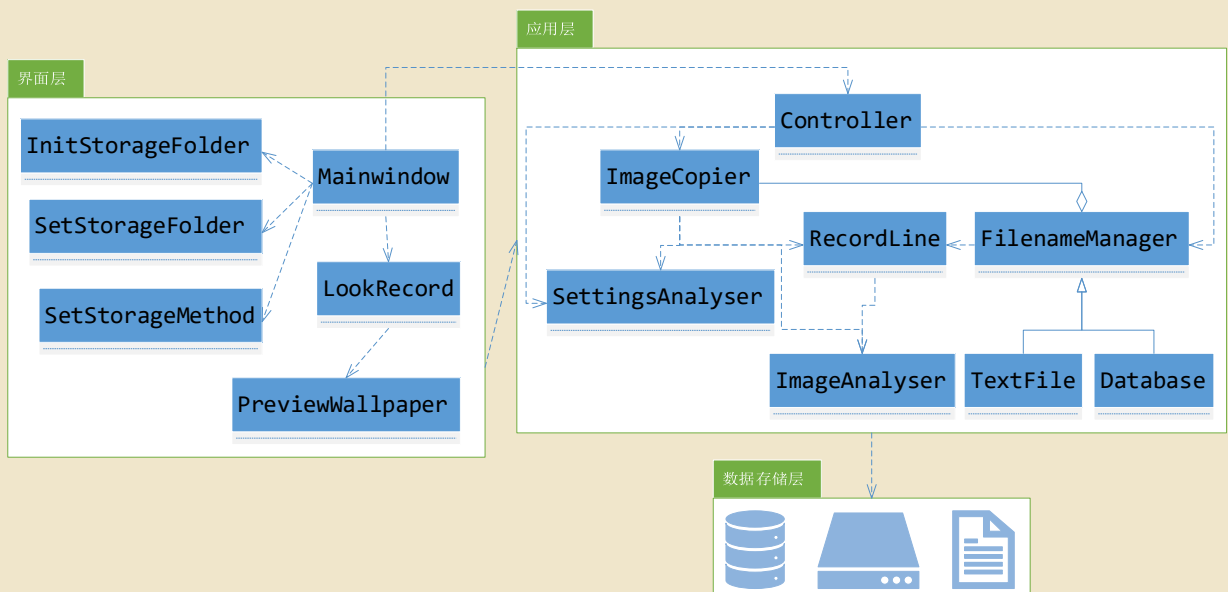 界面层
InitStorageFolder
SetStorageFolder
SetStorageMethod
Mainwindow
LookRecord
PreviewWallpaper
应用层
Controller
ImageCopier
RecordLine
FilenameManager
SettingsAnalyser
ImageAnalyser
TextFile
Database
数据存储层